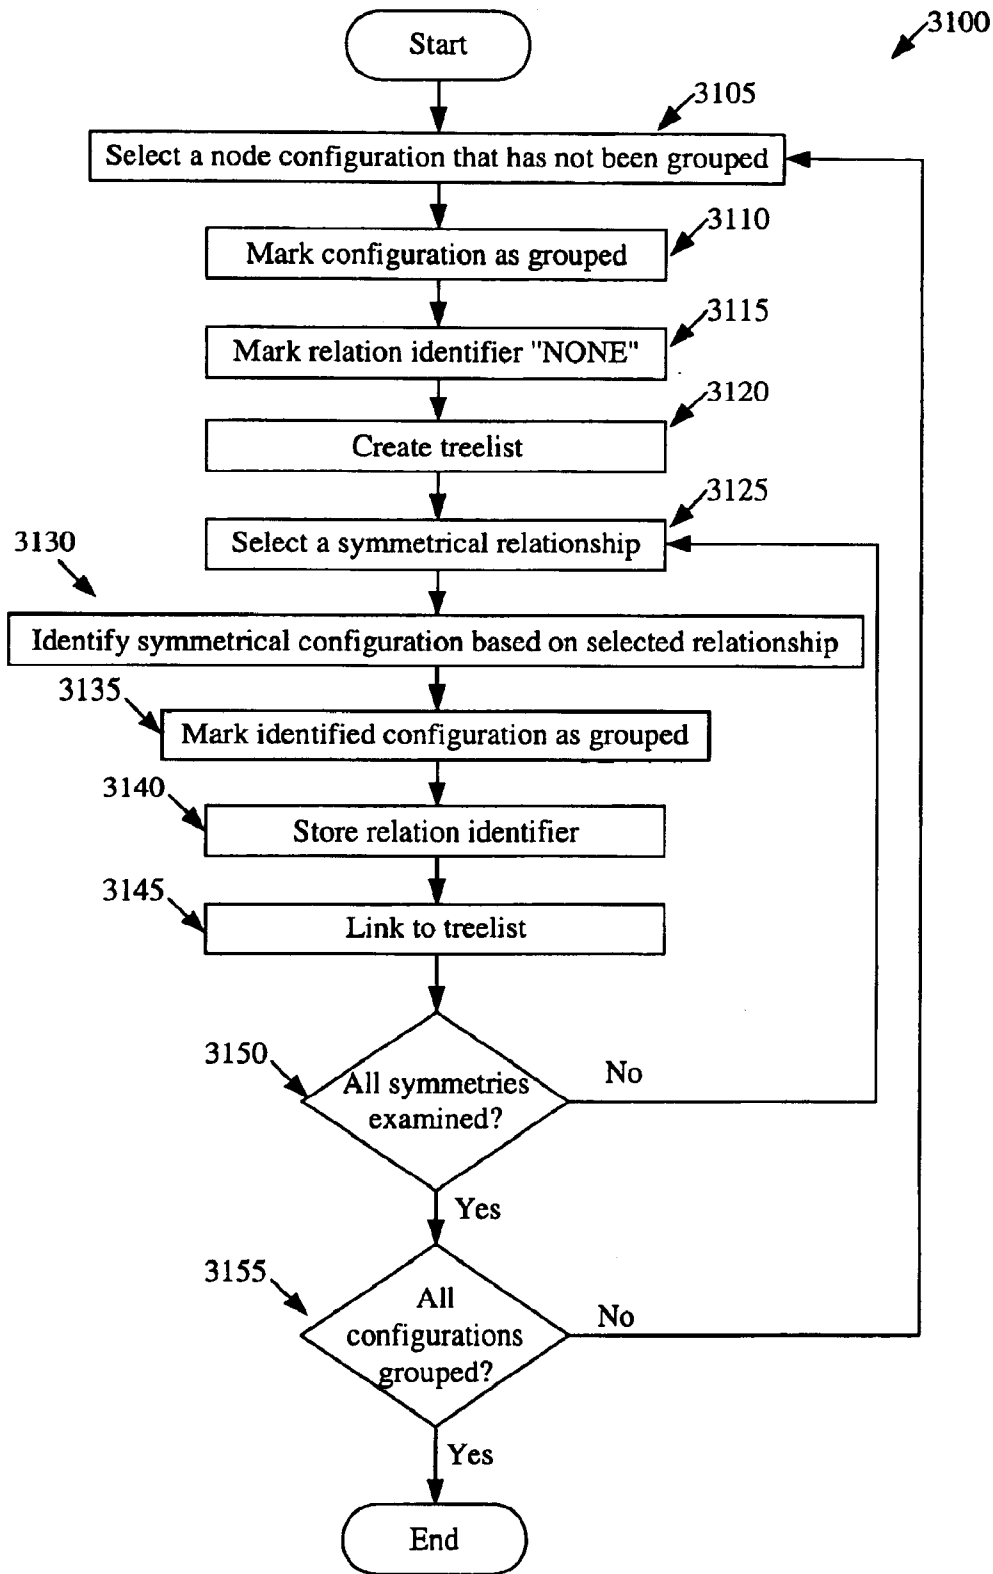 Start
3100
3105
Select a node configuration that has not been grouped
3110
Mark configuration as grouped
3115
Mark relation identifier "NONE"
3120
Create treelist
3125
Select a symmetrical relationship
3130
Identify symmetrical configuration based on selected relationship
3135
Mark identified configuration as grouped
3140
Store relation identifier
3145
Link to treelist
3150
All symmetries
examined?
No
Yes
3155
All
configurations
grouped?
No
Yes
End